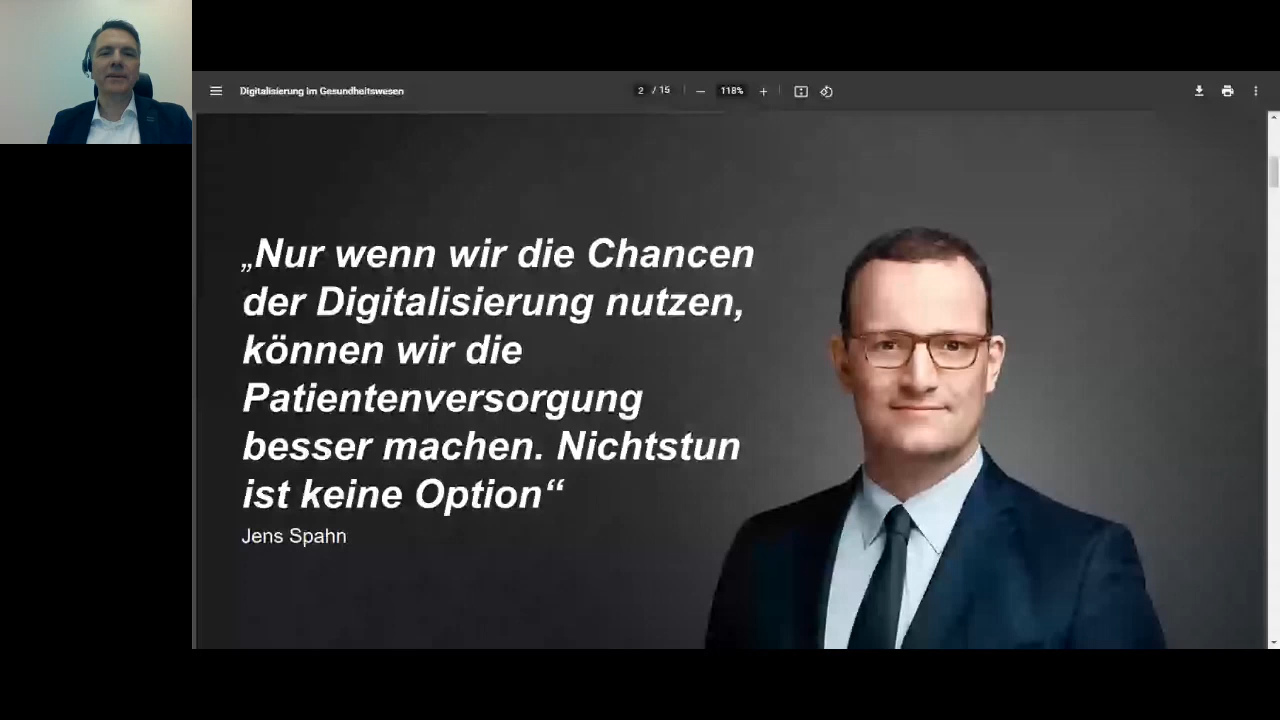 Digitalisierung im Gesundheitswesen
2 / 15
118%
„Nur wenn wir die Chancen
der Digitalisierung nutzen,
können wir die
Patientenversorgung
besser machen. Nichtstun
ist keine Option“
Jens Spahn